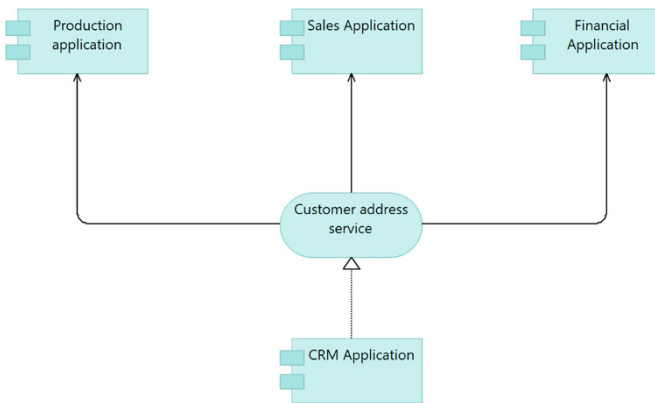 Production
application
Sales Application
Financial
Application
Customer address
service
CRM Application